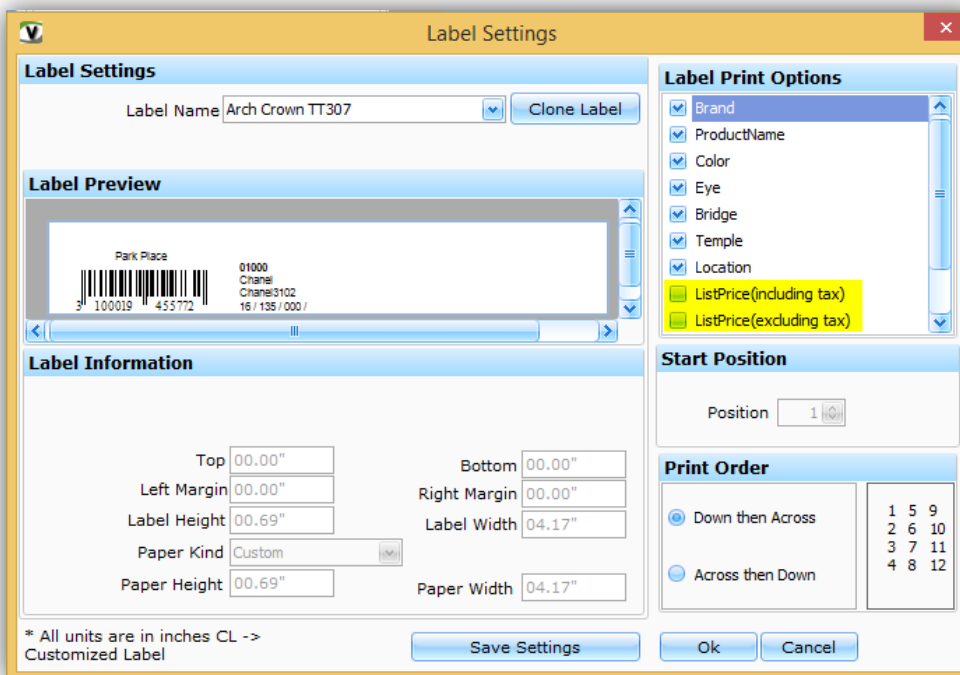 V
Label Settings
Label Settings
Label Name Arch Crown TT307
Clone Label
Label Preview
Park Place
3 100019 455772
01000
Chanel
Chanel3102
16 / 135 / 000 /
Label Information
Top 00.00"
Bottom 00.00"
Left Margin 00.00"
Right Margin 00.00"
Label Height 00.69"
Label Width 04.17"
Paper Kind Custom
Paper Height 00.69"
Paper Width 04.17"
* All units are in inches CL ->
Customized Label
Save Settings
Label Print Options
Brand
ProductName
Color
Eye
Bridge
Temple
Location
ListPrice(including tax)
ListPrice(excluding tax)
Start Position
Position 1
Print Order
Down then Across
Across then Down
1 5 9
2 6 10
3 7 11
4 8 12
Ok
Cancel